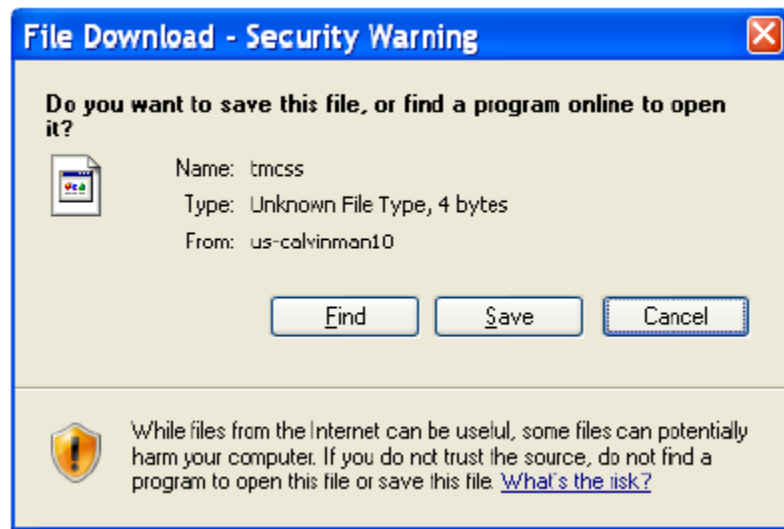 File Download - Security Warning
Do you want to save this file, or find a program online to open
it?
Name: tmcss
Type: Unknown File Type, 4 bytes
From: us-calvinman10
Find
Save
Cancel
While files from the Internet can be useful, some files can potentially
harm your computer. If you do not trust the source, do not find a
program to open this file or save this file. What's the risk?